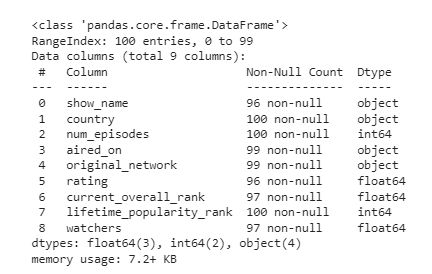 <class 'pandas.core.frame.DataFrame'>
RangeIndex: 100 entries, 0 to 99
Data columns (total 9 columns):
 #   Column                    Non-Null Count  Dtype
---  ------                    --------------  -----
 0   show_name                 96 non-null     object
 1   country                   100 non-null    object
 2   num_episodes              100 non-null    int64
 3   aired_on                  99 non-null     object
 4   original_network          99 non-null     object
 5   rating                    96 non-null     float64
 6   current_overall_rank      97 non-null     float64
 7   lifetime_popularity_rank  100 non-null    int64
 8   watchers                  97 non-null     float64
dtypes: float64(3), int64(2), object(4)
memory usage: 7.2+ KB